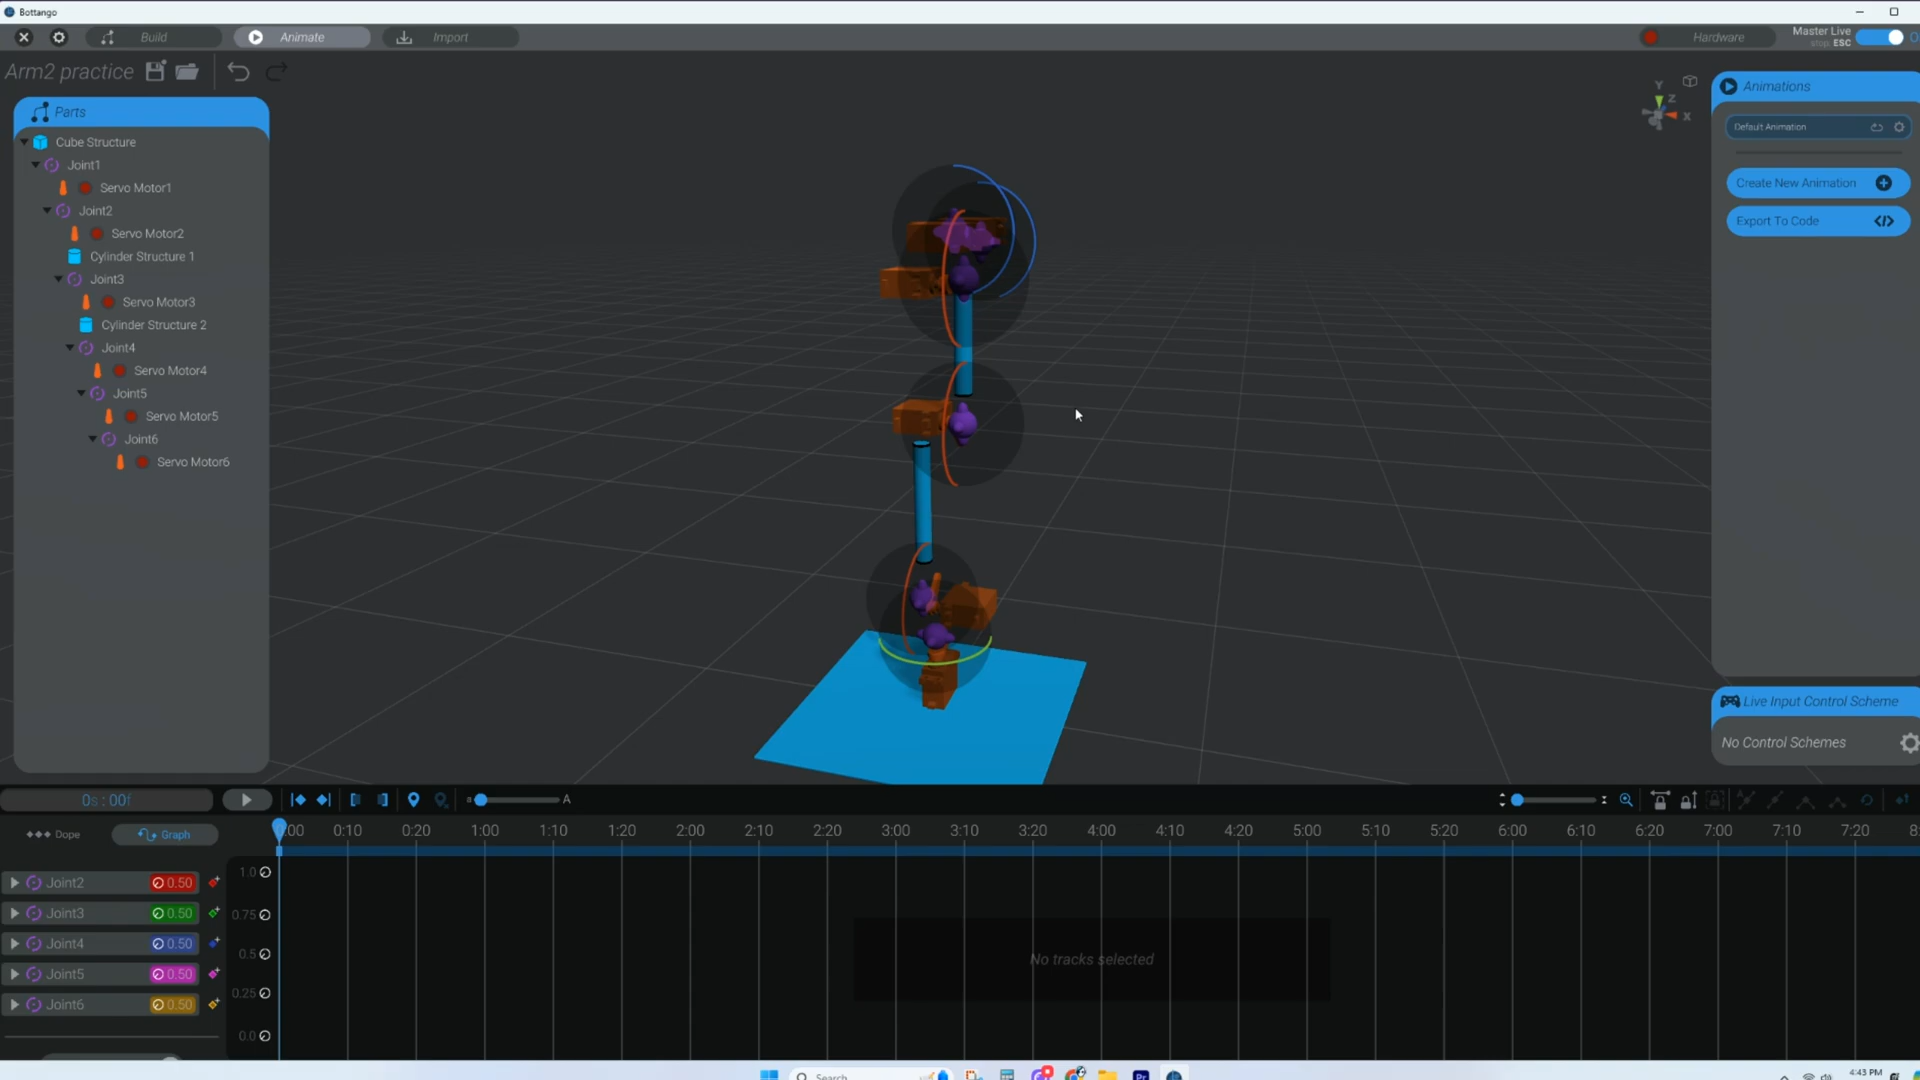 Bottango
Build
Animate
Import
Hardware
Master Live
stop: ESC
Arm2 practice
Parts
Cube Structure
Joint1
Servo Motor1
Joint2
Servo Motor2
Cylinder Structure 1
Joint3
Servo Motor3
Cylinder Structure 2
Joint4
Servo Motor4
Joint5
Servo Motor5
Joint6
Servo Motor6
Y
Z
X
Animations
Default Animation
Create New Animation
Export To Code
Live Input Control Scheme
No Control Schemes
0s : 00f
a
A
Dope
Graph
:00 0:10 0:20 1:00 1:10 1:20 2:00 2:10 2:20 3:00 3:10 3:20 4:00 4:10 4:20 5:00 5:10 5:20 6:00 6:10 6:20 7:00 7:10 7:20 8:
Joint2 0.50
Joint3 0.50
Joint4 0.50
Joint5 0.50
Joint6 0.50
1.0
0.75
0.5
0.25
0.0
No tracks selected
Search
Pr
4:43 PM